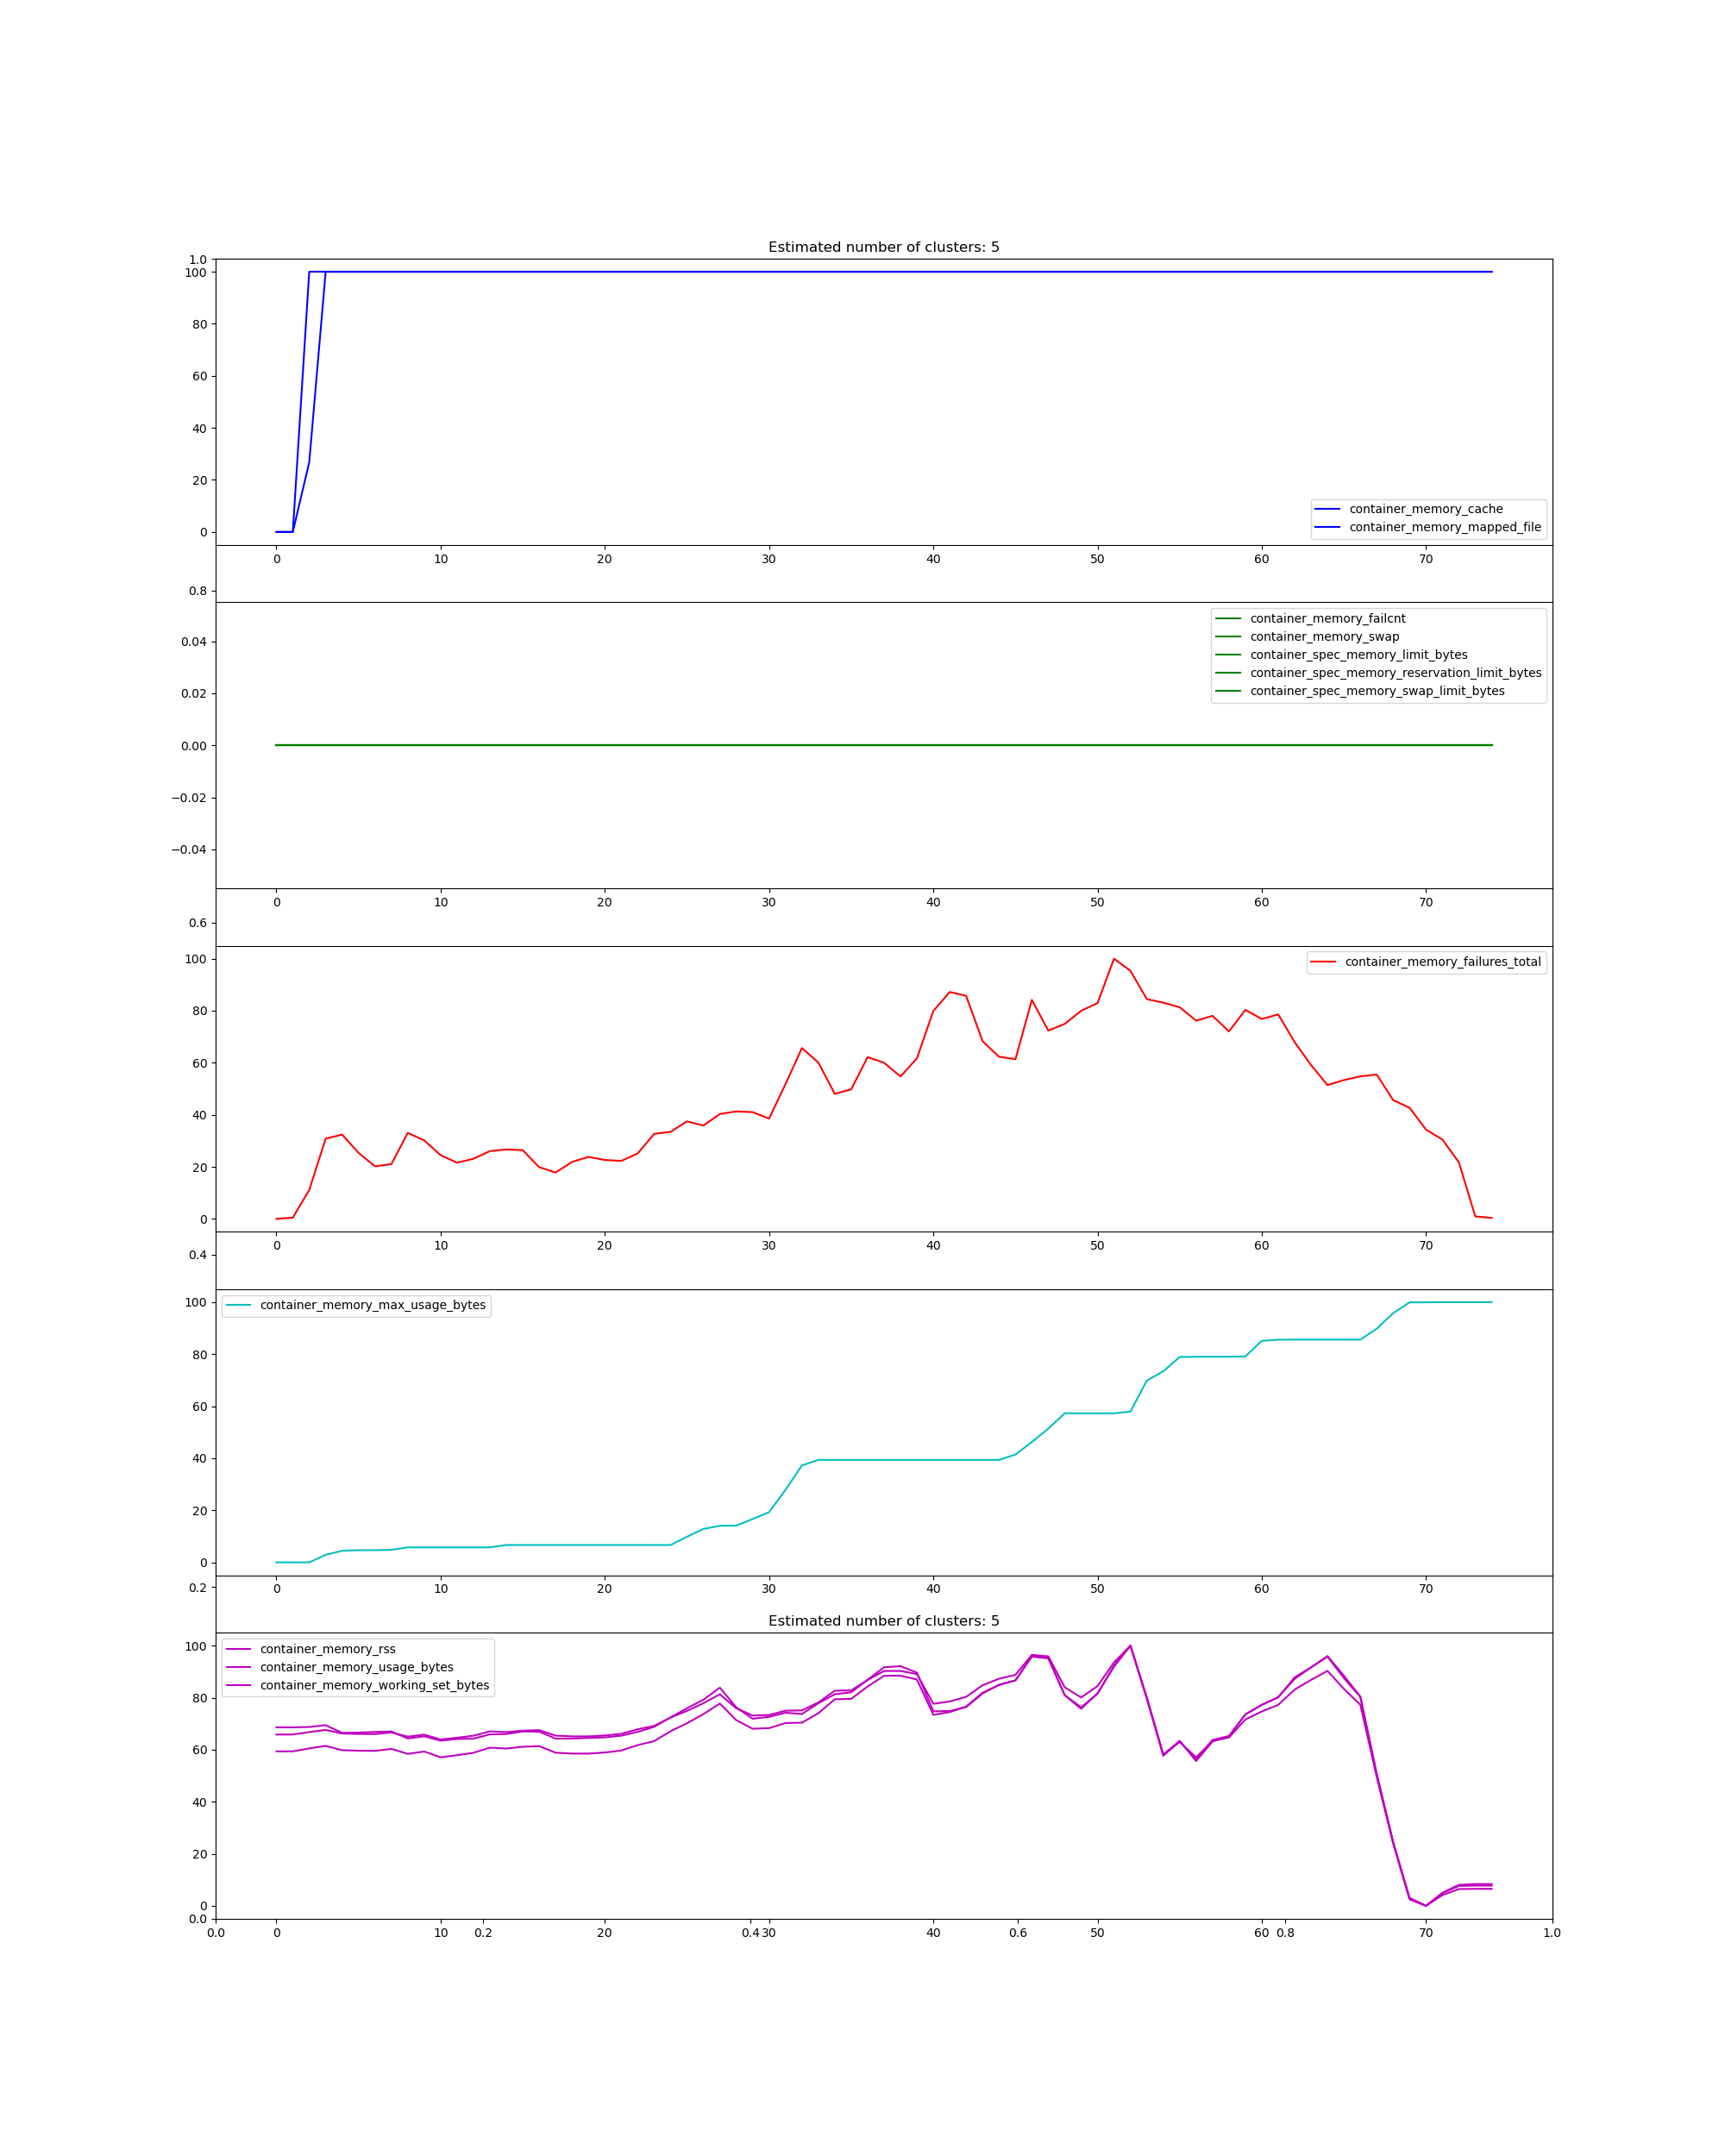 Estimated number of clusters: 5
1.0
100
80
60
40
20
0
container_memory_cache
container_memory_mapped_file
0 10 20 30 40 50 60 70
0.8
0.04
0.02
0.00
−0.02
−0.04
container_memory_failcnt
container_memory_swap
container_spec_memory_limit_bytes
container_spec_memory_reservation_limit_bytes
container_spec_memory_swap_limit_bytes
0 10 20 30 40 50 60 70
0.6
100
80
60
40
20
0
container_memory_failures_total
0 10 20 30 40 50 60 70
0.4
100
80
60
40
20
0
container_memory_max_usage_bytes
0 10 20 30 40 50 60 70
0.2
Estimated number of clusters: 5
100
80
60
40
20
0
0.0
container_memory_rss
container_memory_usage_bytes
container_memory_working_set_bytes
0.0 0 10 0.2 20 0.4 30 40 0.6 50 60 0.8 70 1.0